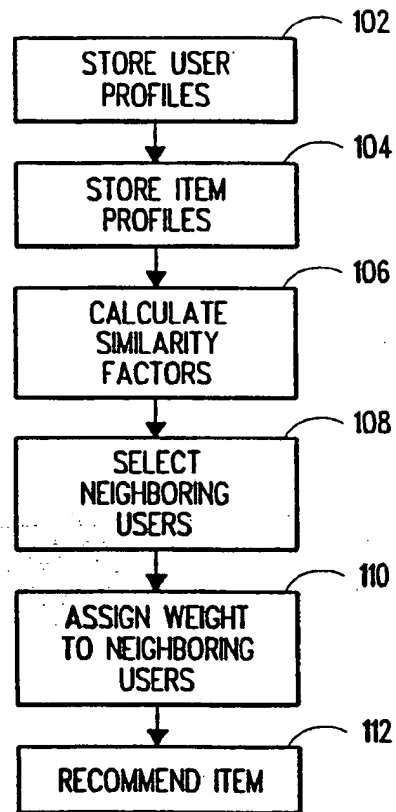 102
STORE USER
PROFILES
104
STORE ITEM
PROFILES
106
CALCULATE
SIMILARITY
FACTORS
108
SELECT
NEIGHBORING
USERS
110
ASSIGN WEIGHT
TO NEIGHBORING
USERS
112
RECOMMEND ITEM